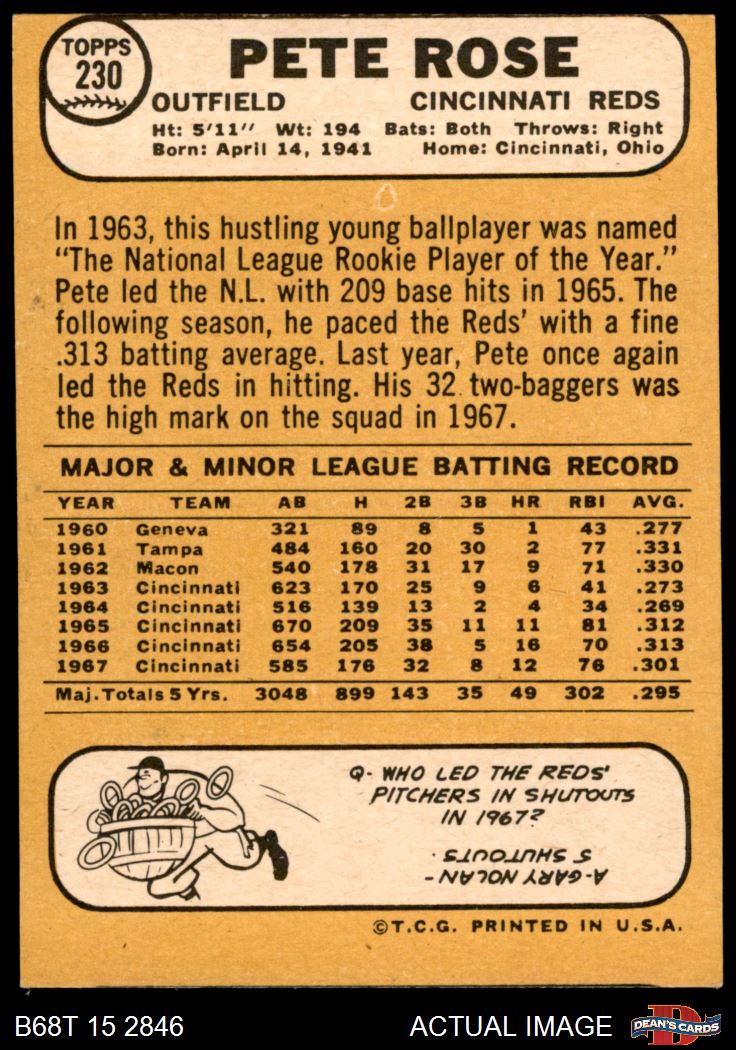 TOPPS
230
PETE ROSE
OUTFIELD CINCINNATI REDS
Ht: 5'11" Wt: 194 Bats: Both Throws: Right
Born: April 14, 1941 Home: Cincinnati, Ohio
In 1963, this hustling young ballplayer was named
"The National League Rookie Player of the Year."
Pete led the N.L. with 209 base hits in 1965. The
following season, he paced the Reds' with a fine
.313 batting average. Last year, Pete once again
led the Reds in hitting. His 32 two-baggers was
the high mark on the squad in 1967.
MAJOR & MINOR LEAGUE BATTING RECORD
YEAR TEAM AB H 2B 3B HR RBI AVG.
1960 Geneva 321 89 8 5 1 43 .277
1961 Tampa 484 160 20 30 2 77 .331
1962 Macon 540 178 31 17 9 71 .330
1963 Cincinnati 623 170 25 9 6 41 .273
1964 Cincinnati 516 139 13 2 4 34 .269
1965 Cincinnati 670 209 35 11 11 81 .312
1966 Cincinnati 654 205 38 5 16 70 .313
1967 Cincinnati 585 176 32 8 12 76 .301
Maj. Totals 5 Yrs. 3048 899 143 35 49 302 .295
Q- WHO LED THE REDS'
PITCHERS IN SHUTOUTS
IN 1967?
A- GARY NOLAN -
5 SHUTOUTS .
©T.C.G. PRINTED IN U.S.A.
B68T 15 2846 ACTUAL IMAGE DEAN'S CARDS